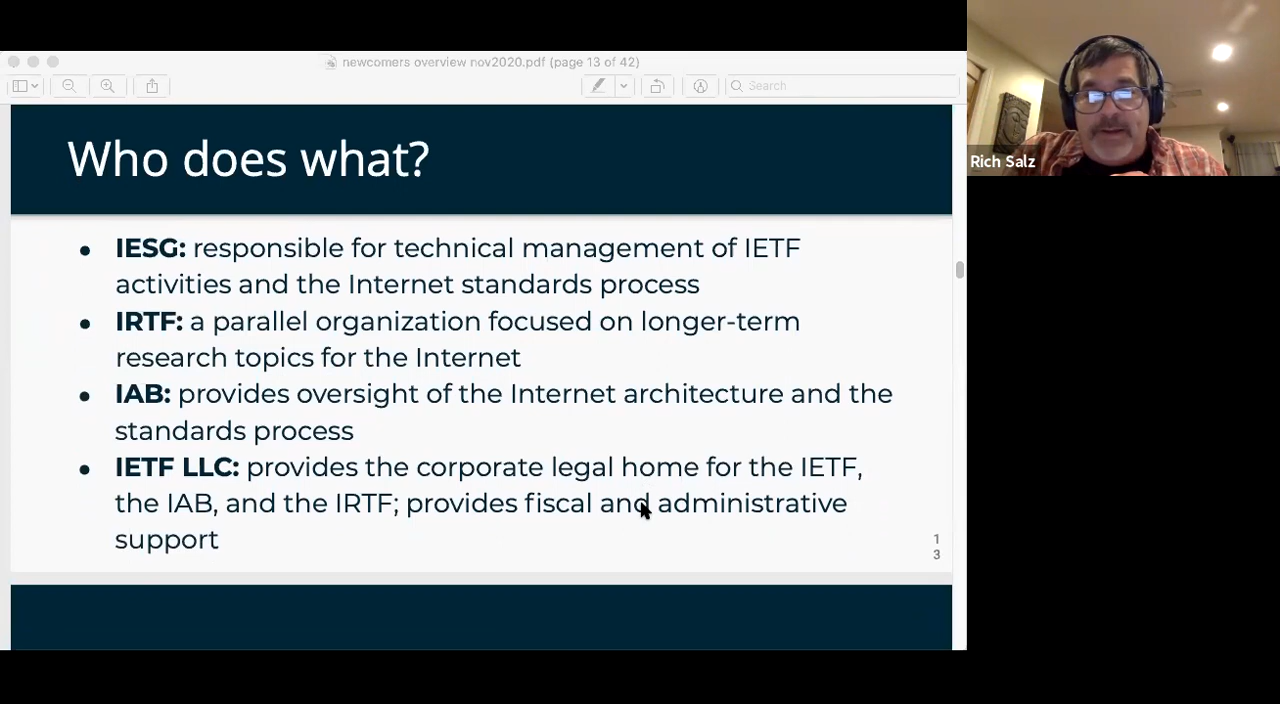 newcomers overview nov2020.pdf (page 13 of 42)
Search
Who does what?
• IESG: responsible for technical management of IETF
activities and the Internet standards process
• IRTF: a parallel organization focused on longer-term
research topics for the Internet
• IAB: provides oversight of the Internet architecture and the
standards process
• IETF LLC: provides the corporate legal home for the IETF,
the IAB, and the IRTF; provides fiscal and administrative
support
1
3
Rich Salz